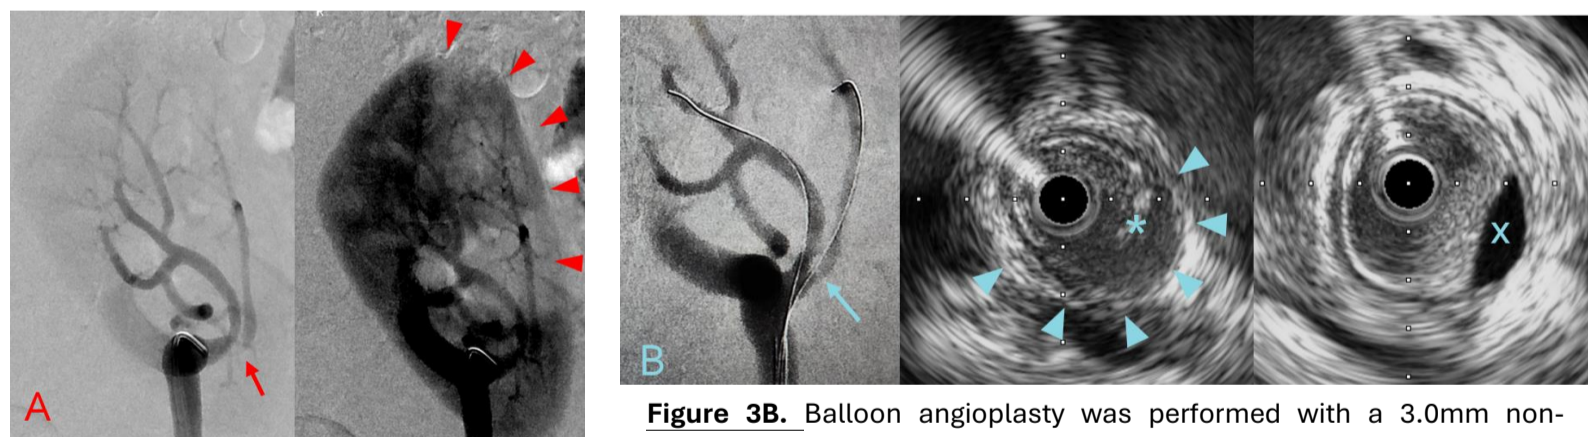 A
B
*
x
Figure 3B. Balloon angioplasty was performed with a 3.0mm non-